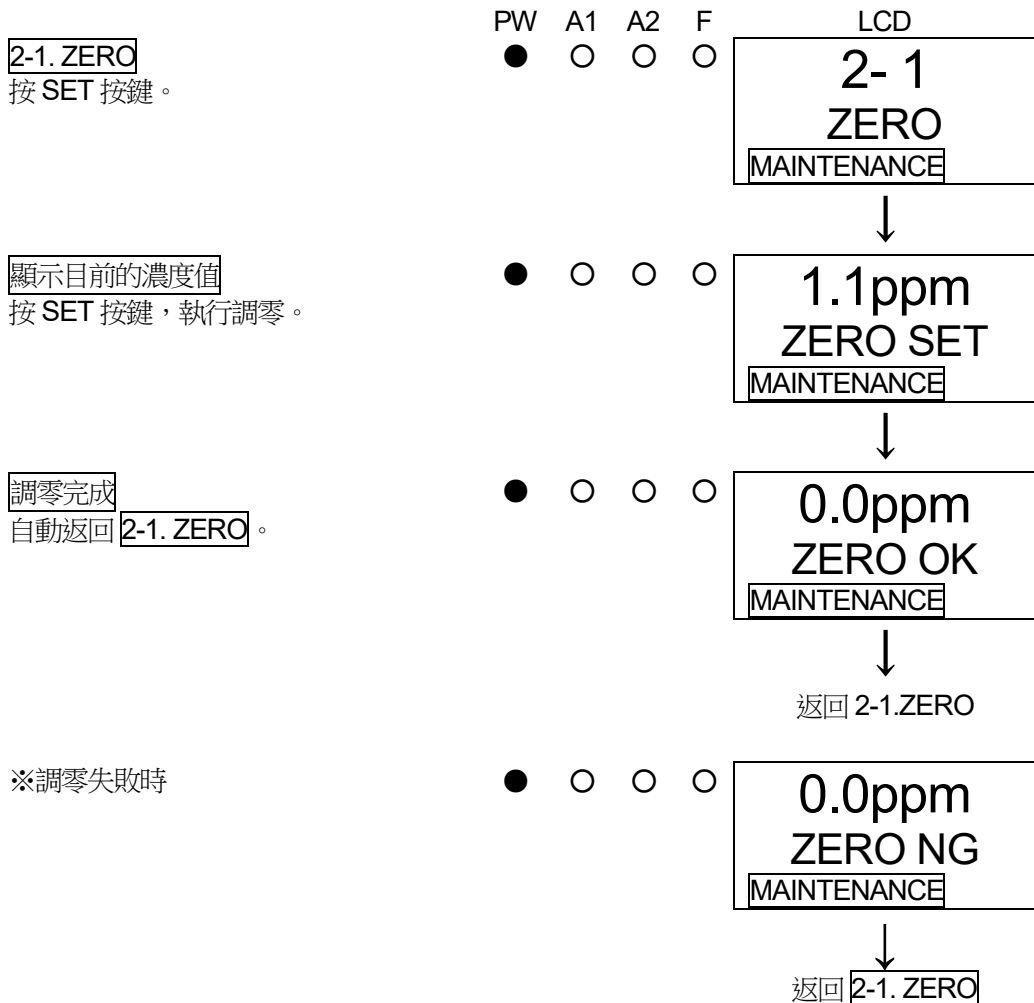 PW A1 A2 F LCD
2-1. ZERO
按 SET 按鍵。
2- 1
ZERO
MAINTENANCE
顯示目前的濃度值
按 SET 按鍵，執行調零。
1.1ppm
ZERO SET
MAINTENANCE
調零完成
自動返回 2-1. ZERO。
0.0ppm
ZERO OK
MAINTENANCE
返回 2-1.ZERO
※調零失敗時
0.0ppm
ZERO NG
MAINTENANCE
返回 2-1. ZERO